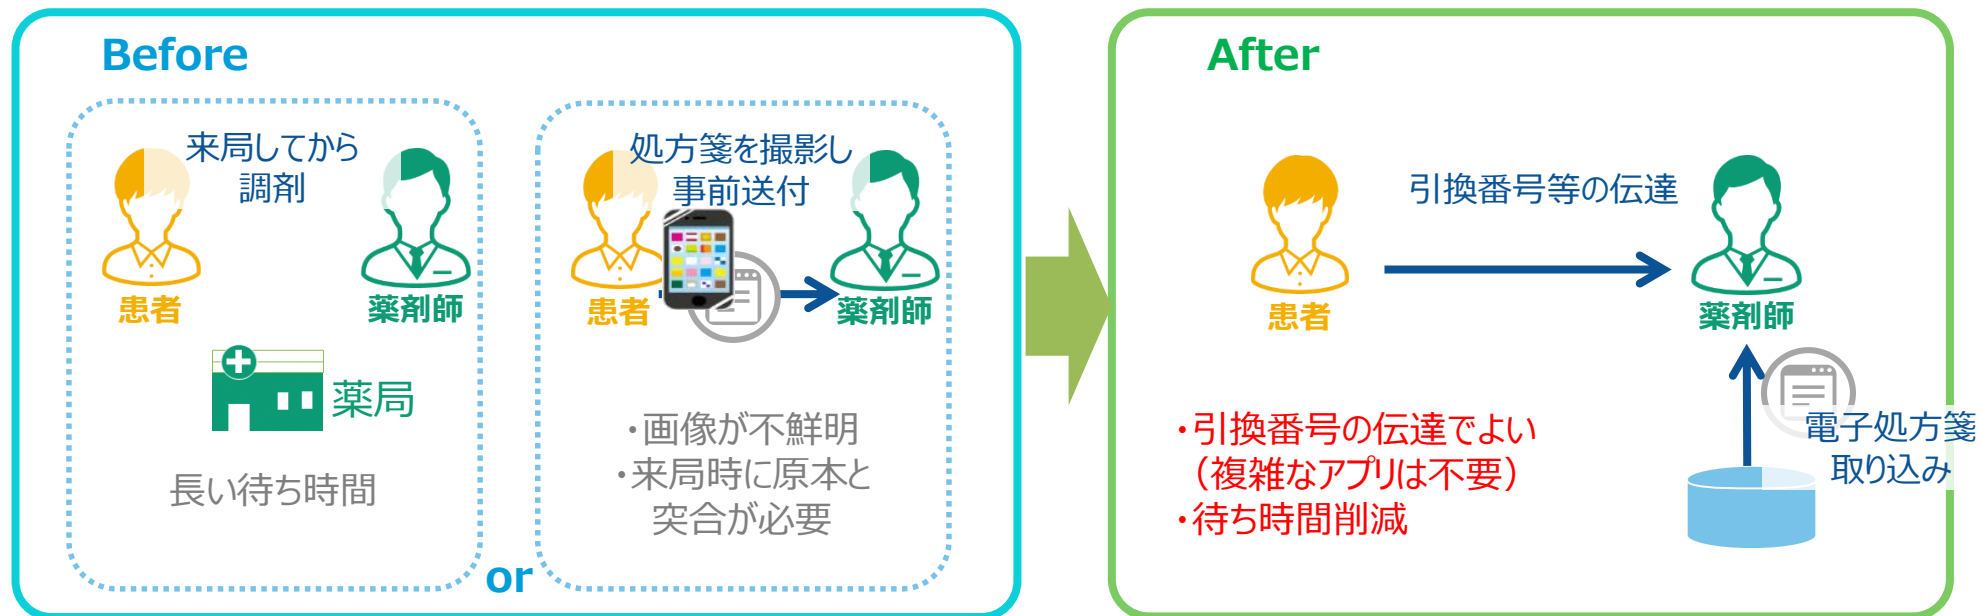 Before
来局してから
調剤
患者
薬剤師
薬局
長い待ち時間
or
処方箋を撮影し
事前送付
患者
薬剤師
・画像が不鮮明
・来局時に原本と
突合が必要
After
引換番号等の伝達
患者
薬剤師
・引換番号の伝達でよい
（複雑なアプリは不要）
・待ち時間削減
電子処方箋
取り込み